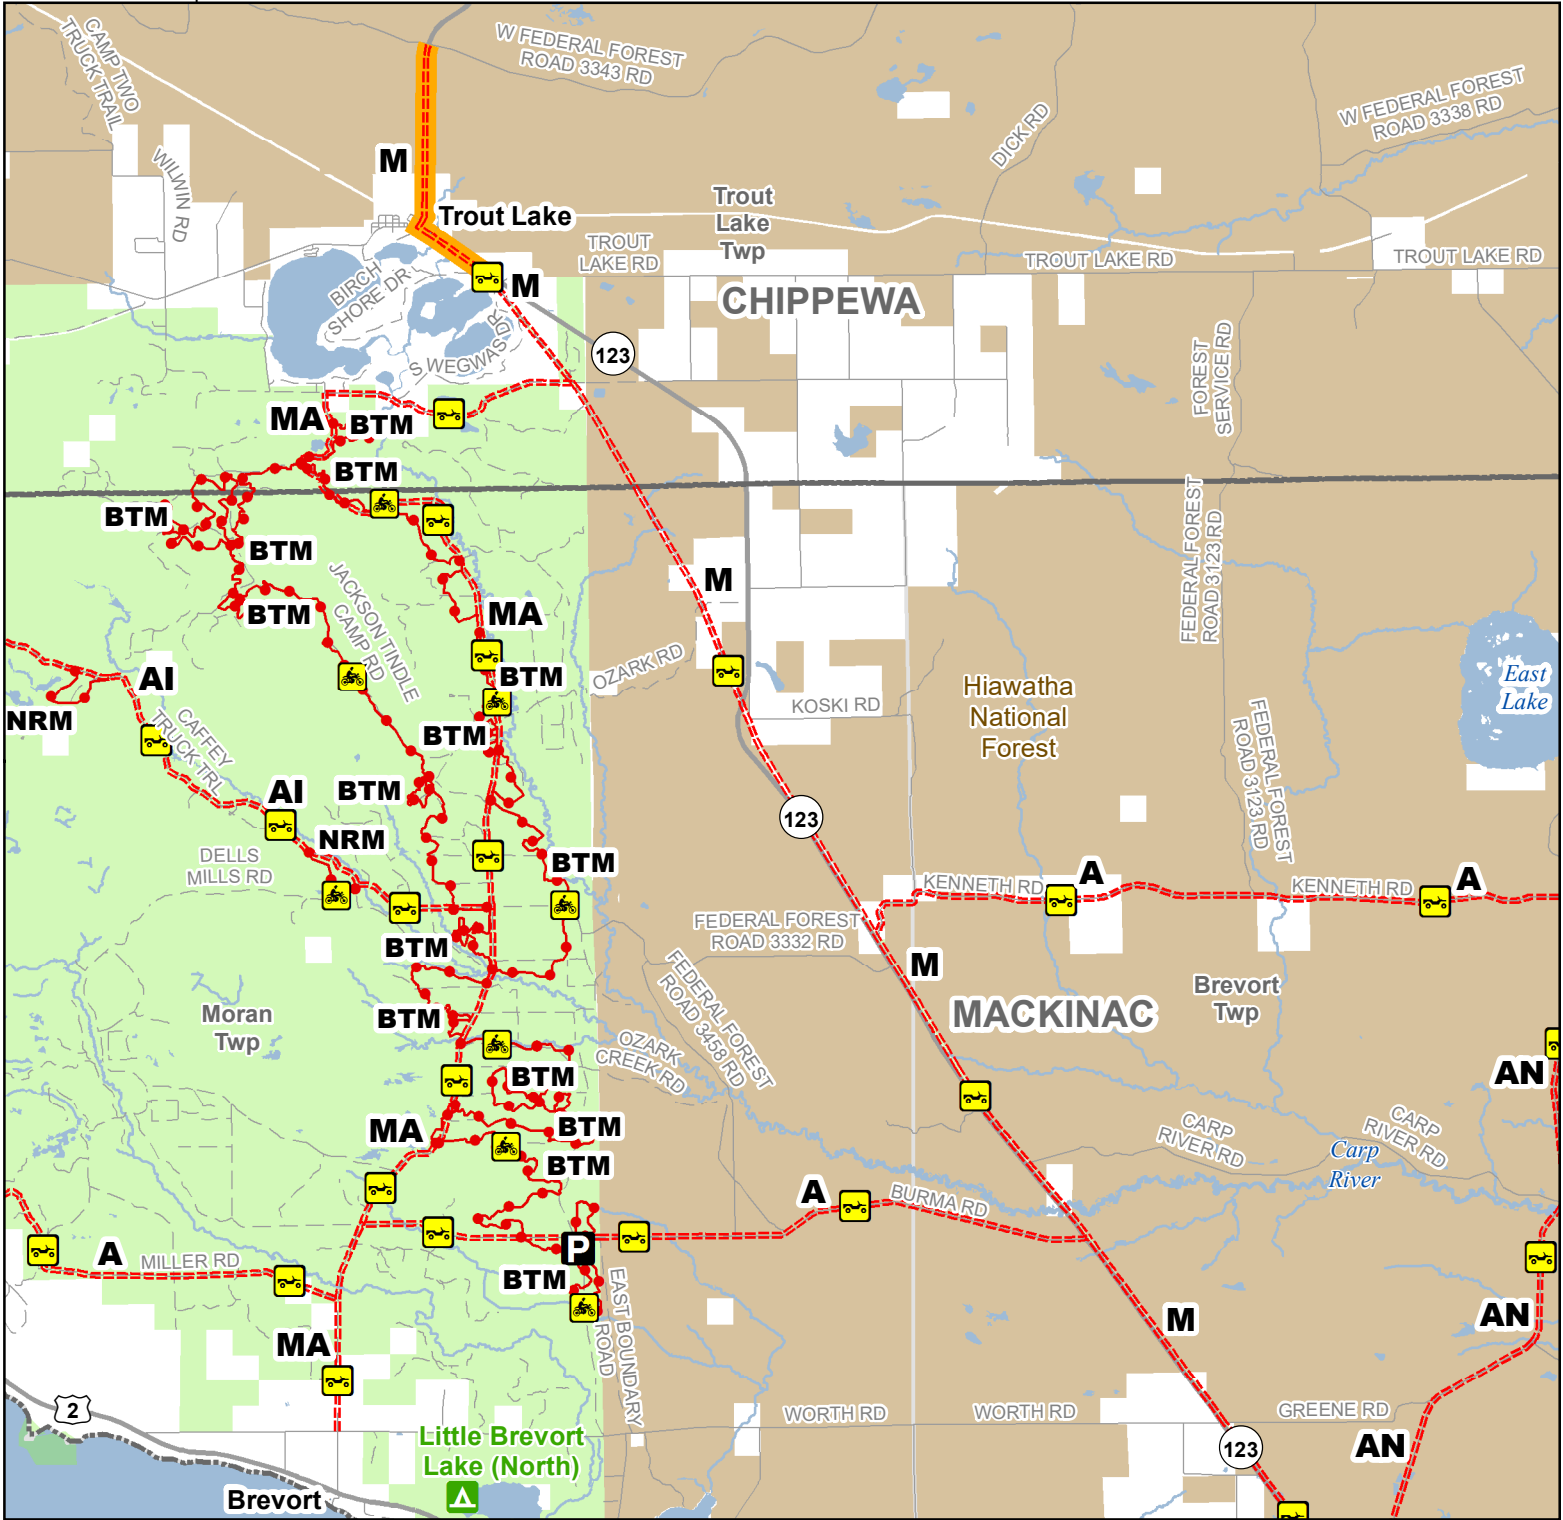 CAMP TWO
TRUCK TRAIL
W FEDERAL FOREST
ROAD 3343 RD
DICK RD
W FEDERAL FOREST
ROAD 3338 RD
WILWIN RD
M
Trout Lake
Trout
Lake
Twp
TROUT
LAKE RD
TROUT LAKE RD
TROUT LAKE RD
BIRCH
SHORE DR
M
CHIPPEWA
S WEGWAS DR
123
FOREST
SERVICE RD
MA
BTM
BTM
BTM
BTM
BTM
JACKSON TINDLE
CAMP RD
MA
M
FEDERAL FOREST
ROAD 3123 RD
OZARK RD
AI
NRM
BTM
KOSKI RD
Hiawatha
National
Forest
East
Lake
CAFFEY
TRUCK TRL
BTM
FEDERAL FOREST
ROAD 3123 RD
AI
BTM
123
NRM
DELLS
MILLS RD
BTM
KENNETH RD
A
KENNETH RD
A
FEDERAL FOREST
ROAD 3332 RD
BTM
FEDERAL FOREST
ROAD 3458 RD
M
Moran
Twp
BTM
MACKINAC
Brevort
Twp
OZARK
CREEK RD
BTM
AN
MA
BTM
BTM
CARP
RIVER RD
CARP
RIVER RD
Carp
River
A
BURMA RD
A
MILLER RD
P
BTM
EAST BOUNDARY
ROAD
M
AN
MA
2
WORTH RD
WORTH RD
GREENE RD
Little Brevort
Lake (North)
123
AN
Brevort